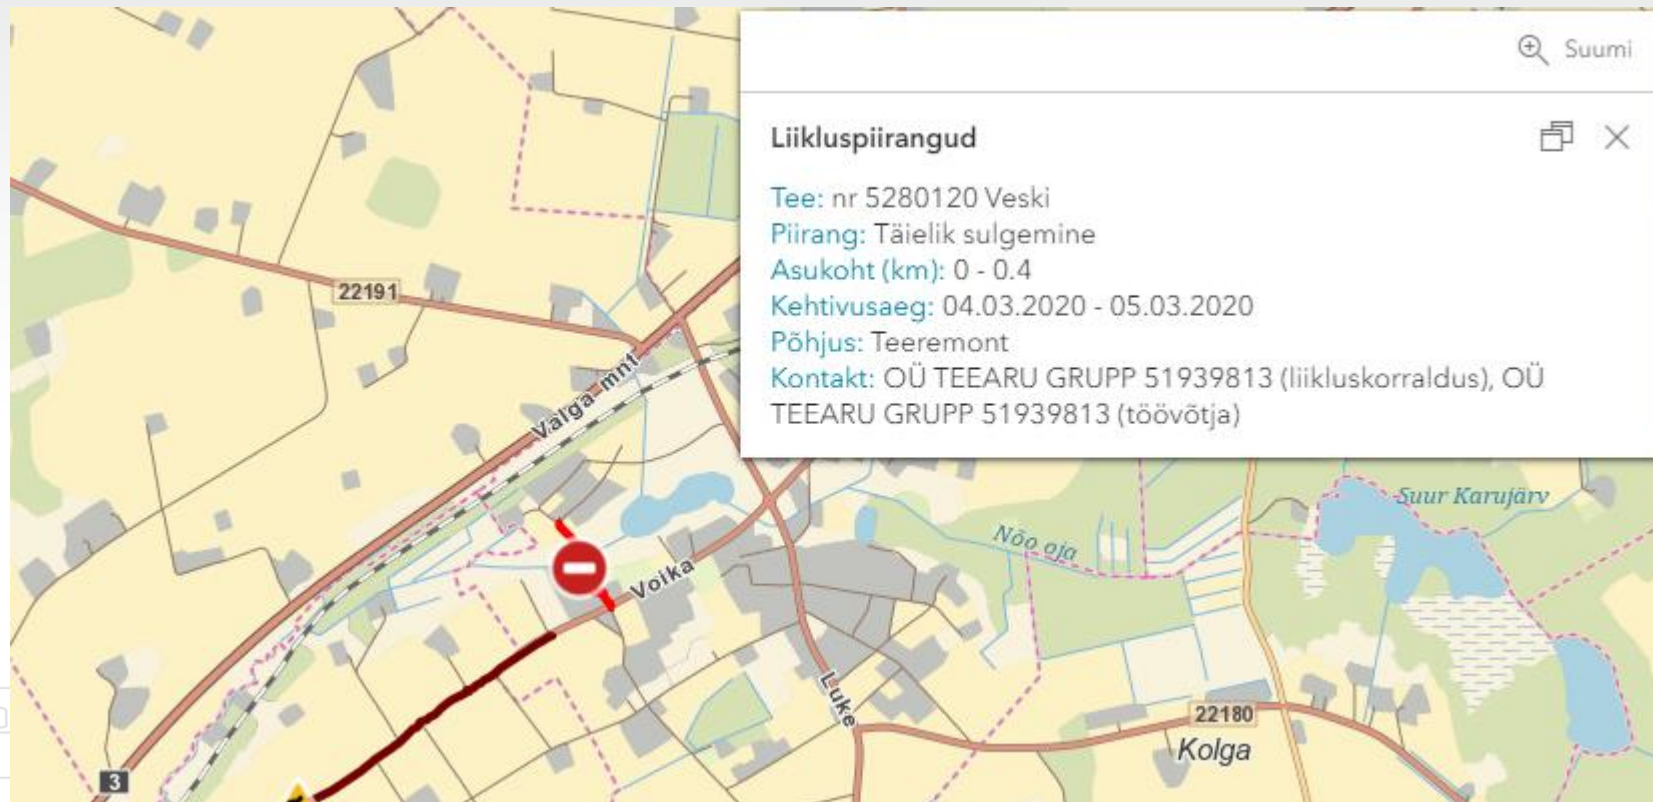 Suumi
Liikluspiirangud
Tee: nr 5280120 Veski
Piirang: Täielik sulgemine
Asukoht (km): 0 - 0.4
Kehtivusaeg: 04.03.2020 - 05.03.2020
Põhjus: Teeremont
Kontakt: OÜ TEEARU GRUPP 51939813 (liikluskorraldus), OÜ
TEEARU GRUPP 51939813 (töövõtja)
22191
Valga mnt
Suur Karujärv
Nõo oja
Voika
Luke
22180
Kolga
3